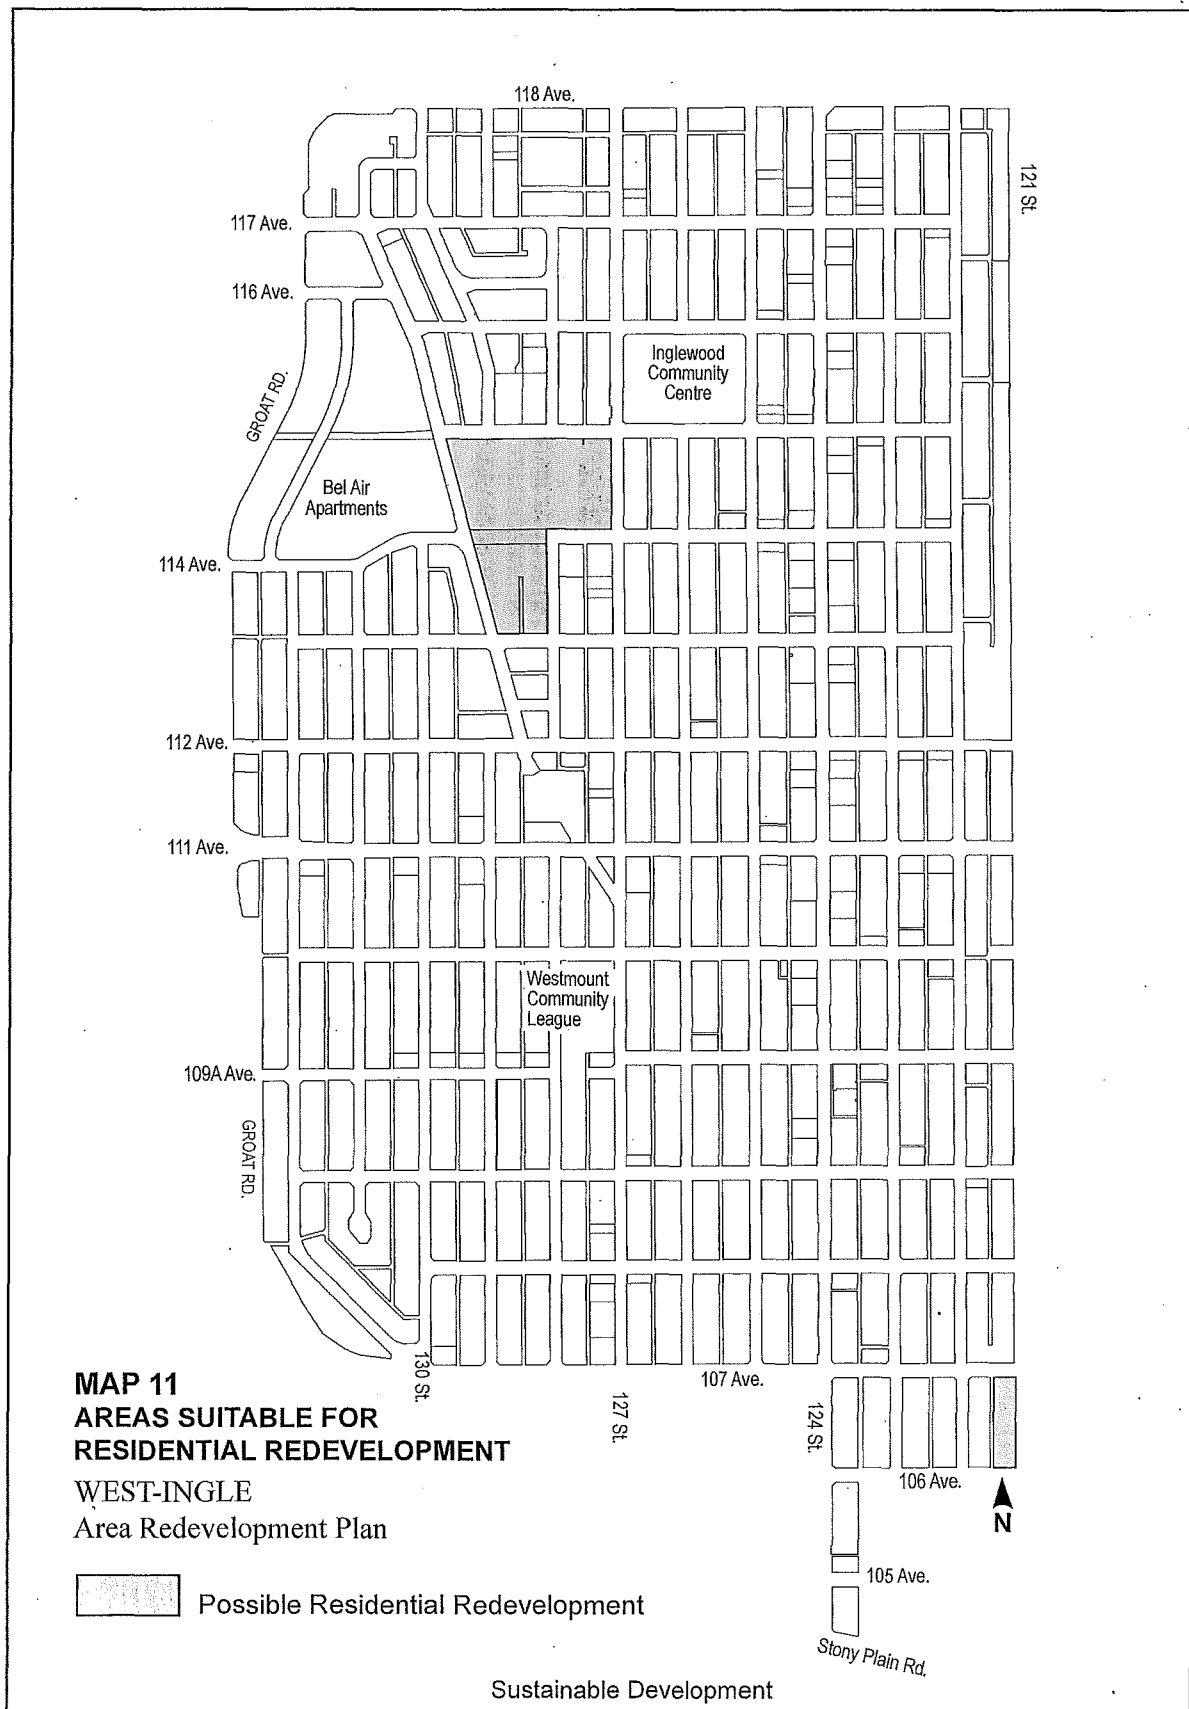 118 Ave.
121 St.
117 Ave.
116 Ave.
Inglewood
Community
Centre
GROAT RD.
Bel Air
Apartments
114 Ave.
112 Ave.
111 Ave.
Westmount
Community
League
109A Ave.
GROAT RD.
130 St.
107 Ave.
127 St.
124 St.
106 Ave.
N
105 Ave.
Stony Plain Rd.
MAP 11
AREAS SUITABLE FOR
RESIDENTIAL REDEVELOPMENT
WEST-INGLE
Area Redevelopment Plan
Possible Residential Redevelopment
Sustainable Development